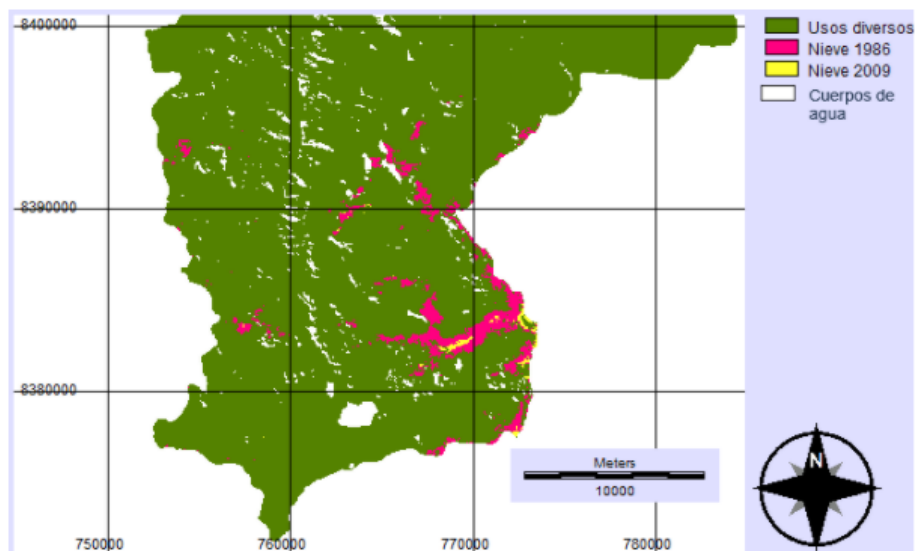 8400000
8390000
8380000
750000 760000 770000 780000
Usos diversos
Nieve 1986
Nieve 2009
Cuerpos de
agua
Meters
10000
N